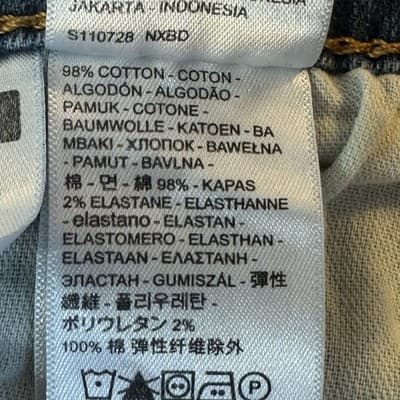 JAKARTA - INDONESIA
S110728 NXBD
98% COTTON - COTON -
ALGODÓN - ALGODÃO -
PAMUK - COTONE -
BAUMWOLLE - KATOEN - BA
MBAKI - ХЛОПОК - BAWEŁNA
- PAMUT - BAVLNA -
棉 - 면 - 綿 98% - KAPAS
2% ELASTANE - ELASTHANNE
- elastano - ELASTAN -
ELASTOMERO - ELASTHAN -
ELASTAAN - ΕΛΑΣΤΑΝΗ -
ЭЛАСТАН - GUMISZÁL - 彈性
纖維 - 폴리우레탄 -
ポリウレタン 2%
100% 棉 弹性纤维除外
P